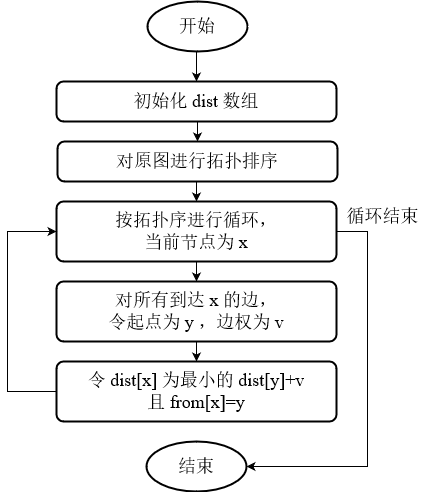 开始
初始化 dist 数组
对原图进行拓扑排序
按拓扑序进行循环，
当前节点为 x
循环结束
对所有到达 x 的边，
令起点为 y ，边权为 v
令 dist[x] 为最小的 dist[y]+v
且 from[x]=y
结束